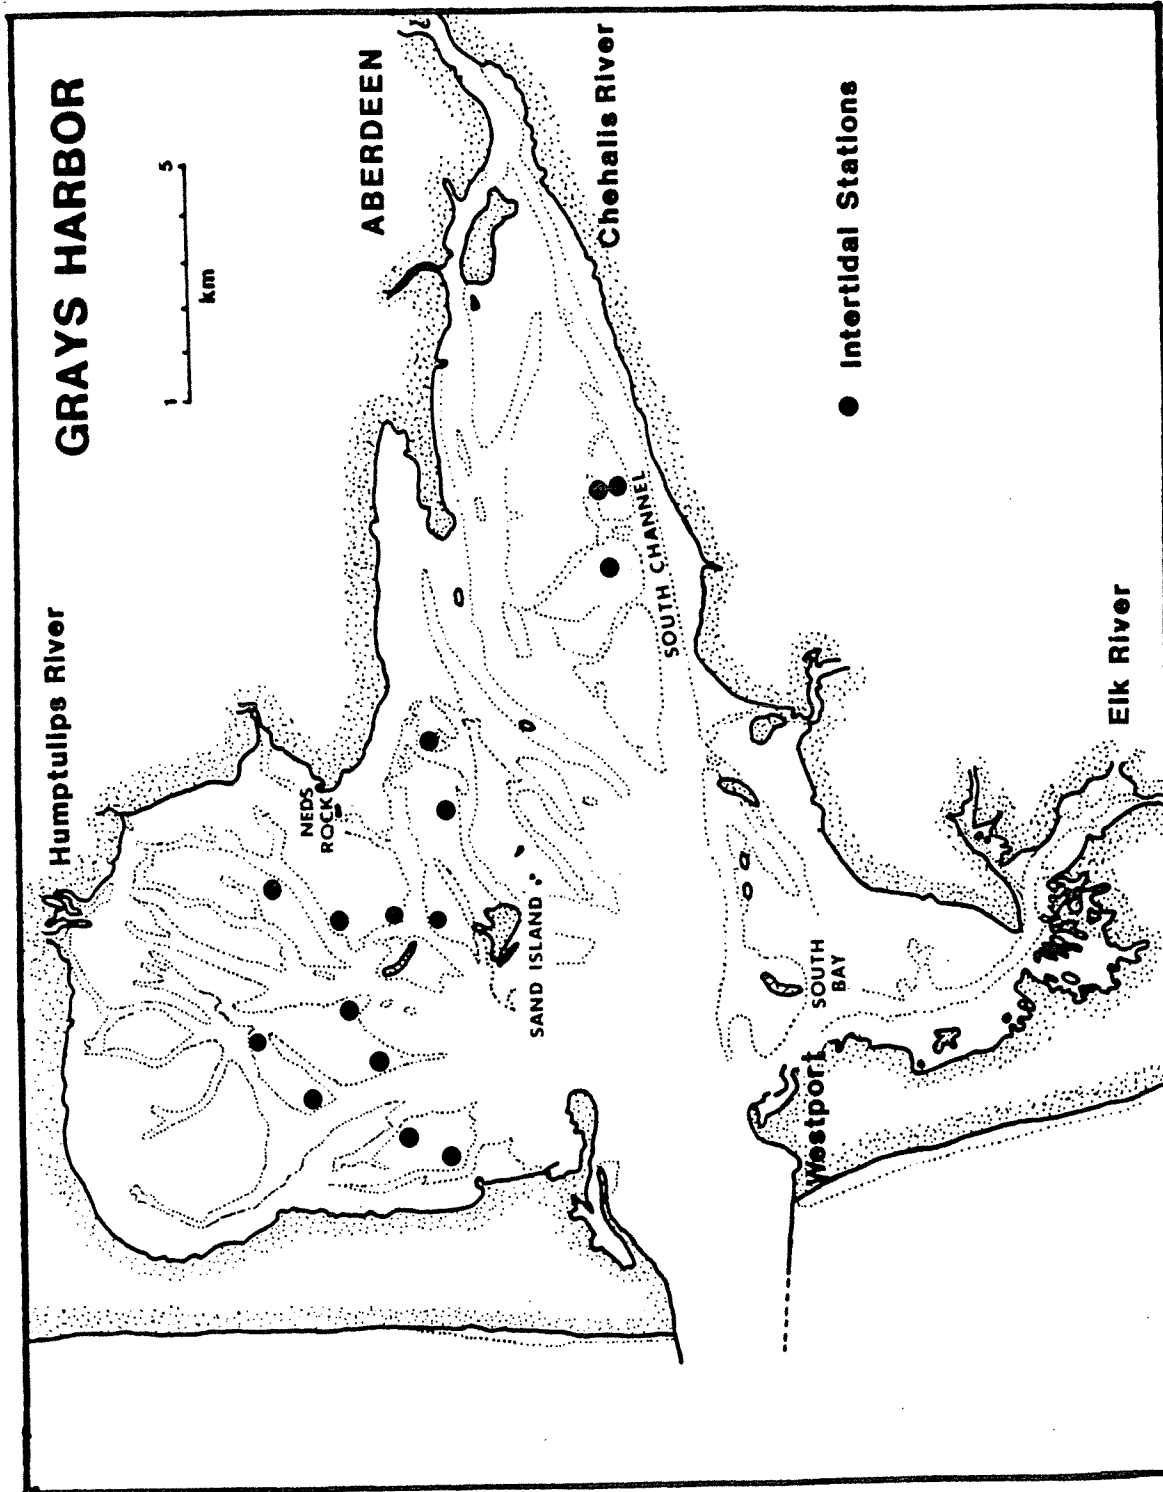 GRAYS HARBOR
1 5
km
Humptulips River
ABERDEEN
NEDS
ROCK
Chehalis River
SAND ISLAND
SOUTH CHANNEL
SOUTH
BAY
Westport
● Intertidal Stations
Elk River